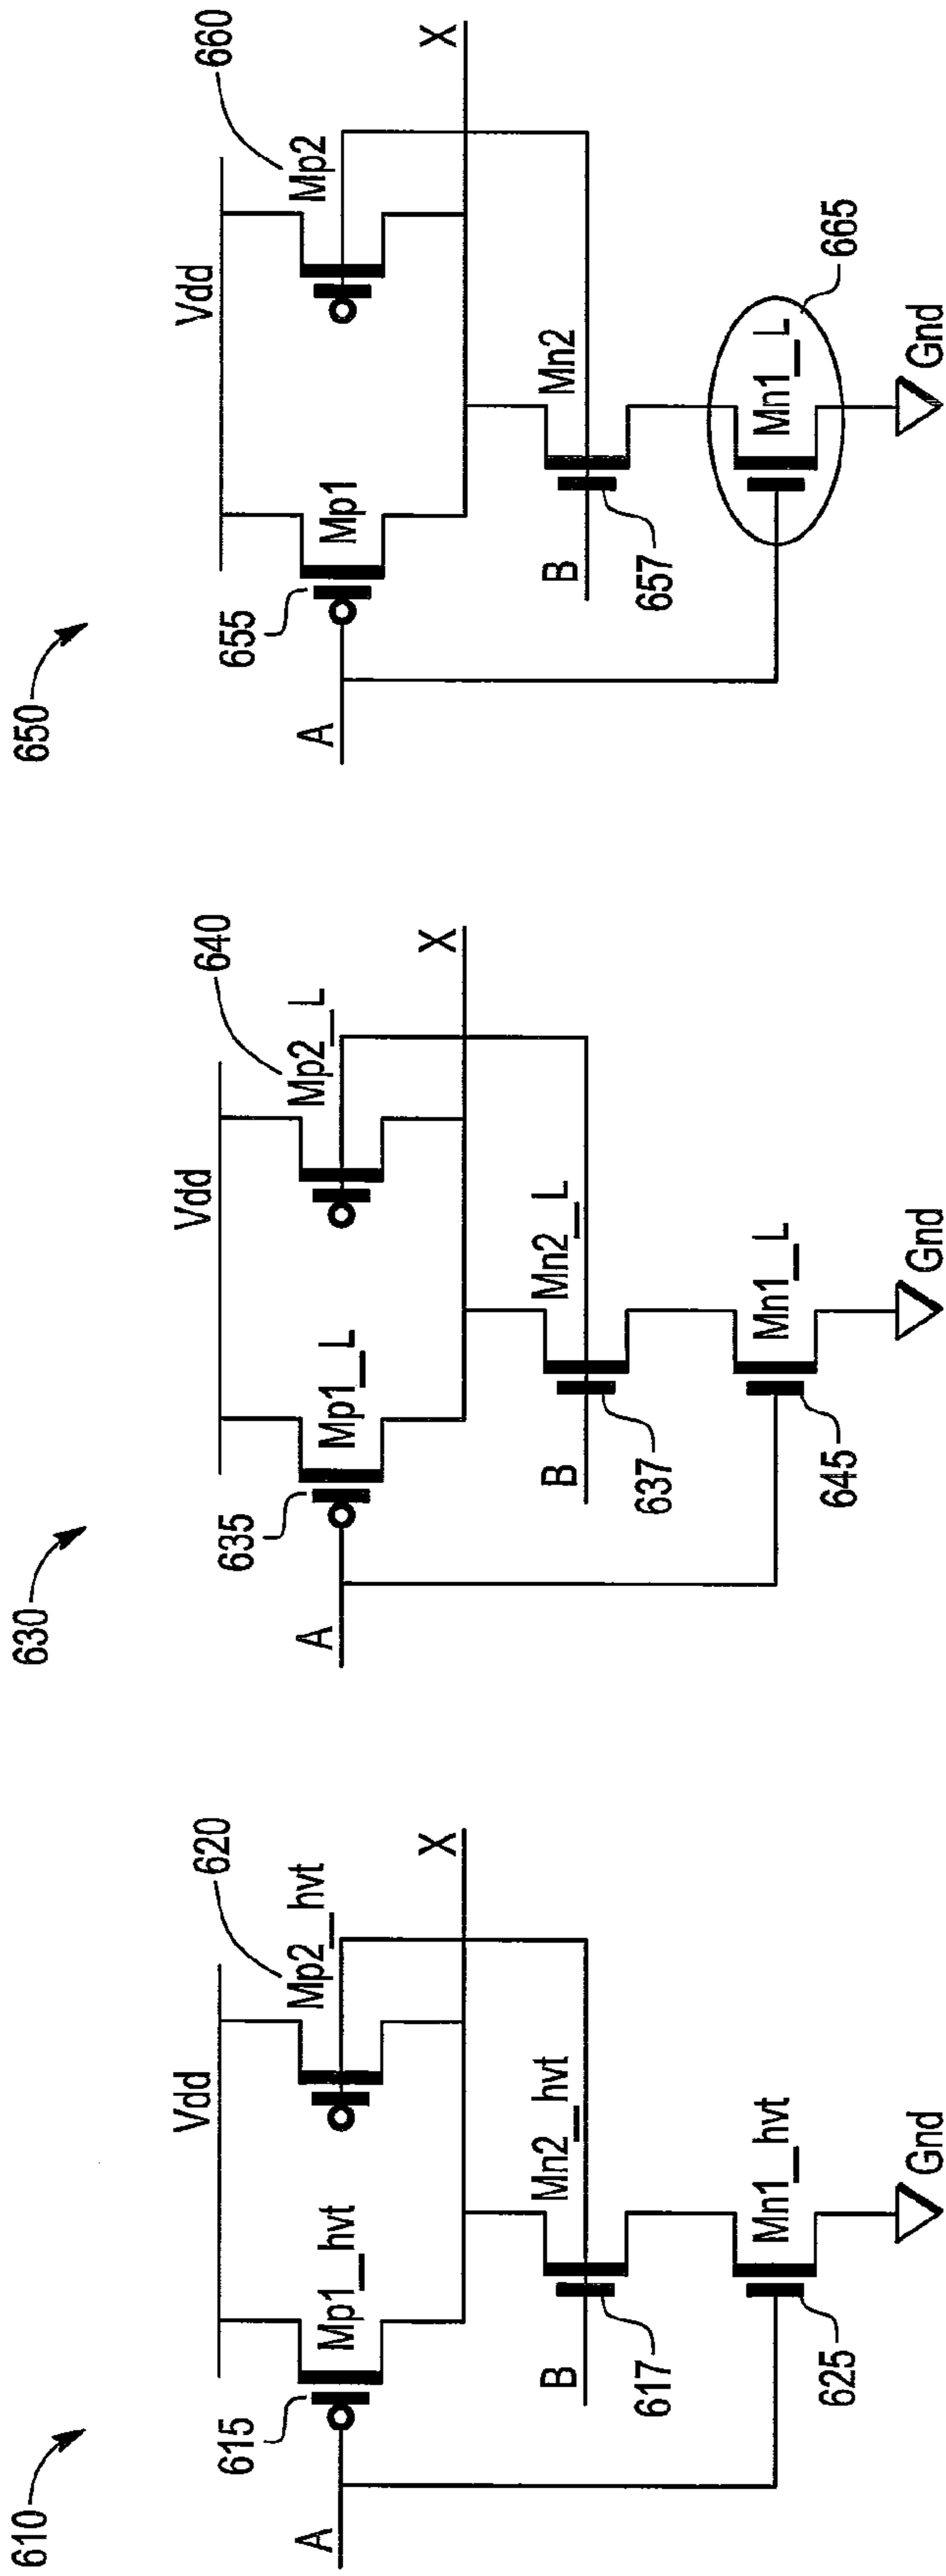 610
Vdd
620
615
Mp1_hvt
Mp2_hvt
A
X
B
Mn2_hvt
617
Mn1_hvt
625
Gnd
630
Vdd
640
635
Mp1_L
Mp2_L
A
X
B
Mn2_L
637
Mn1_L
645
Gnd
650
Vdd
660
655
Mp1
Mp2
A
X
B
Mn2
657
Mn1_L
665
Gnd